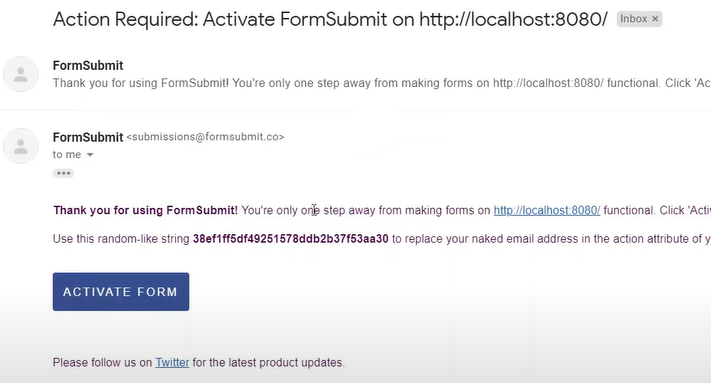 Action Required: Activate FormSubmit on http://localhost:8080/ Inbox ×
FormSubmit
Thank you for using FormSubmit! You're only one step away from making forms on http://localhost:8080/ functional. Click 'Ac
FormSubmit <submissions@formsubmit.co>
to me
Thank you for using FormSubmit! You're only one step away from making forms on http://localhost:8080/ functional. Click 'Activ
Use this random-like string 38ef1ff5df49251578ddb2b37f53aa30 to replace your naked email address in the action attribute of y
ACTIVATE FORM
Please follow us on Twitter for the latest product updates.